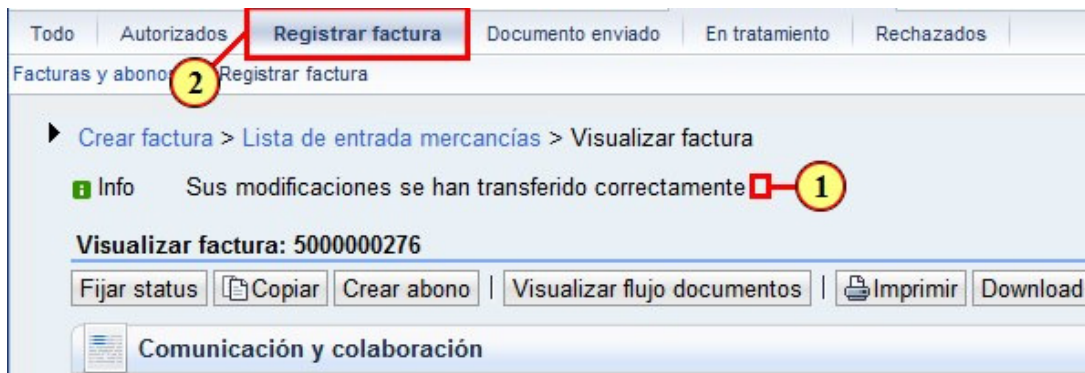 Todo Autorizados Registrar factura Documento enviado En tratamiento Rechazados
2
Facturas y abono Registrar factura
Crear factura > Lista de entrada mercancías > Visualizar factura
Info Sus modificaciones se han transferido correctamente 1
Visualizar factura: 5000000276
Fijar status Copiar Crear abono | Visualizar flujo documentos | Imprimir Download
Comunicación y colaboración